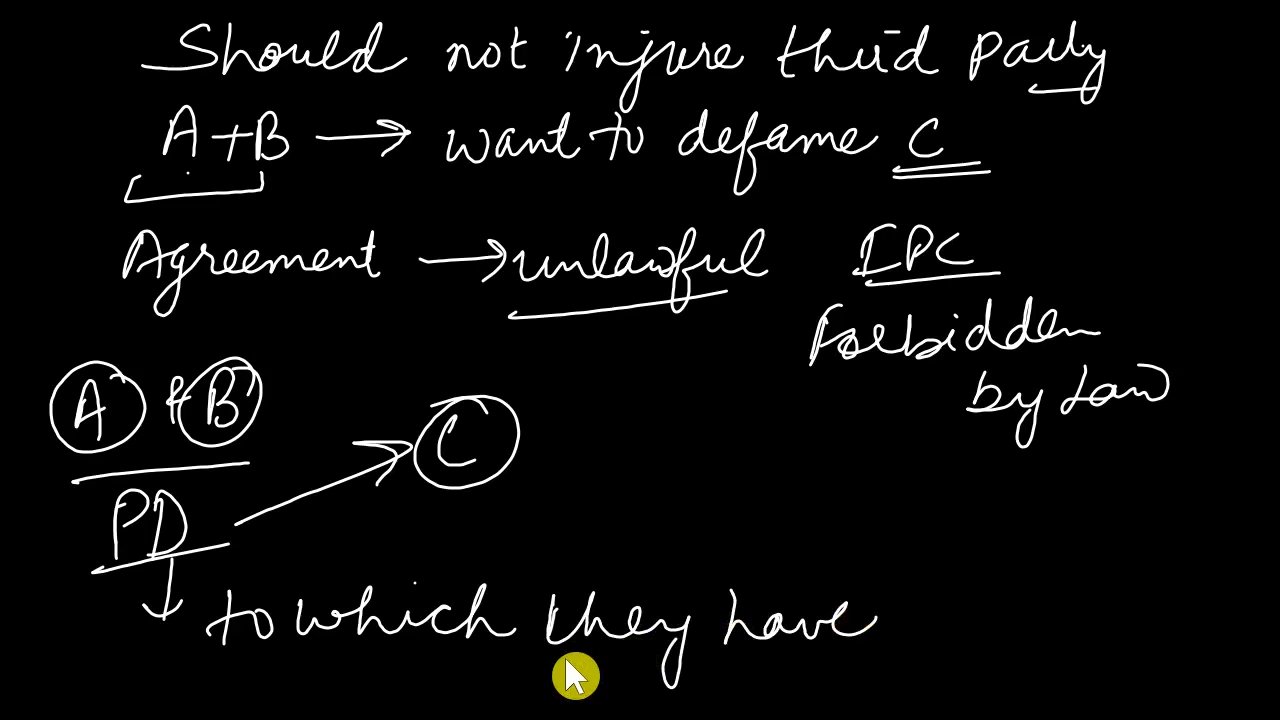 Should not injure third party
A + B → want to defame C
Agreement → unlawful IPC
Forbidden
by Law
A & B
C
PD
to which they have